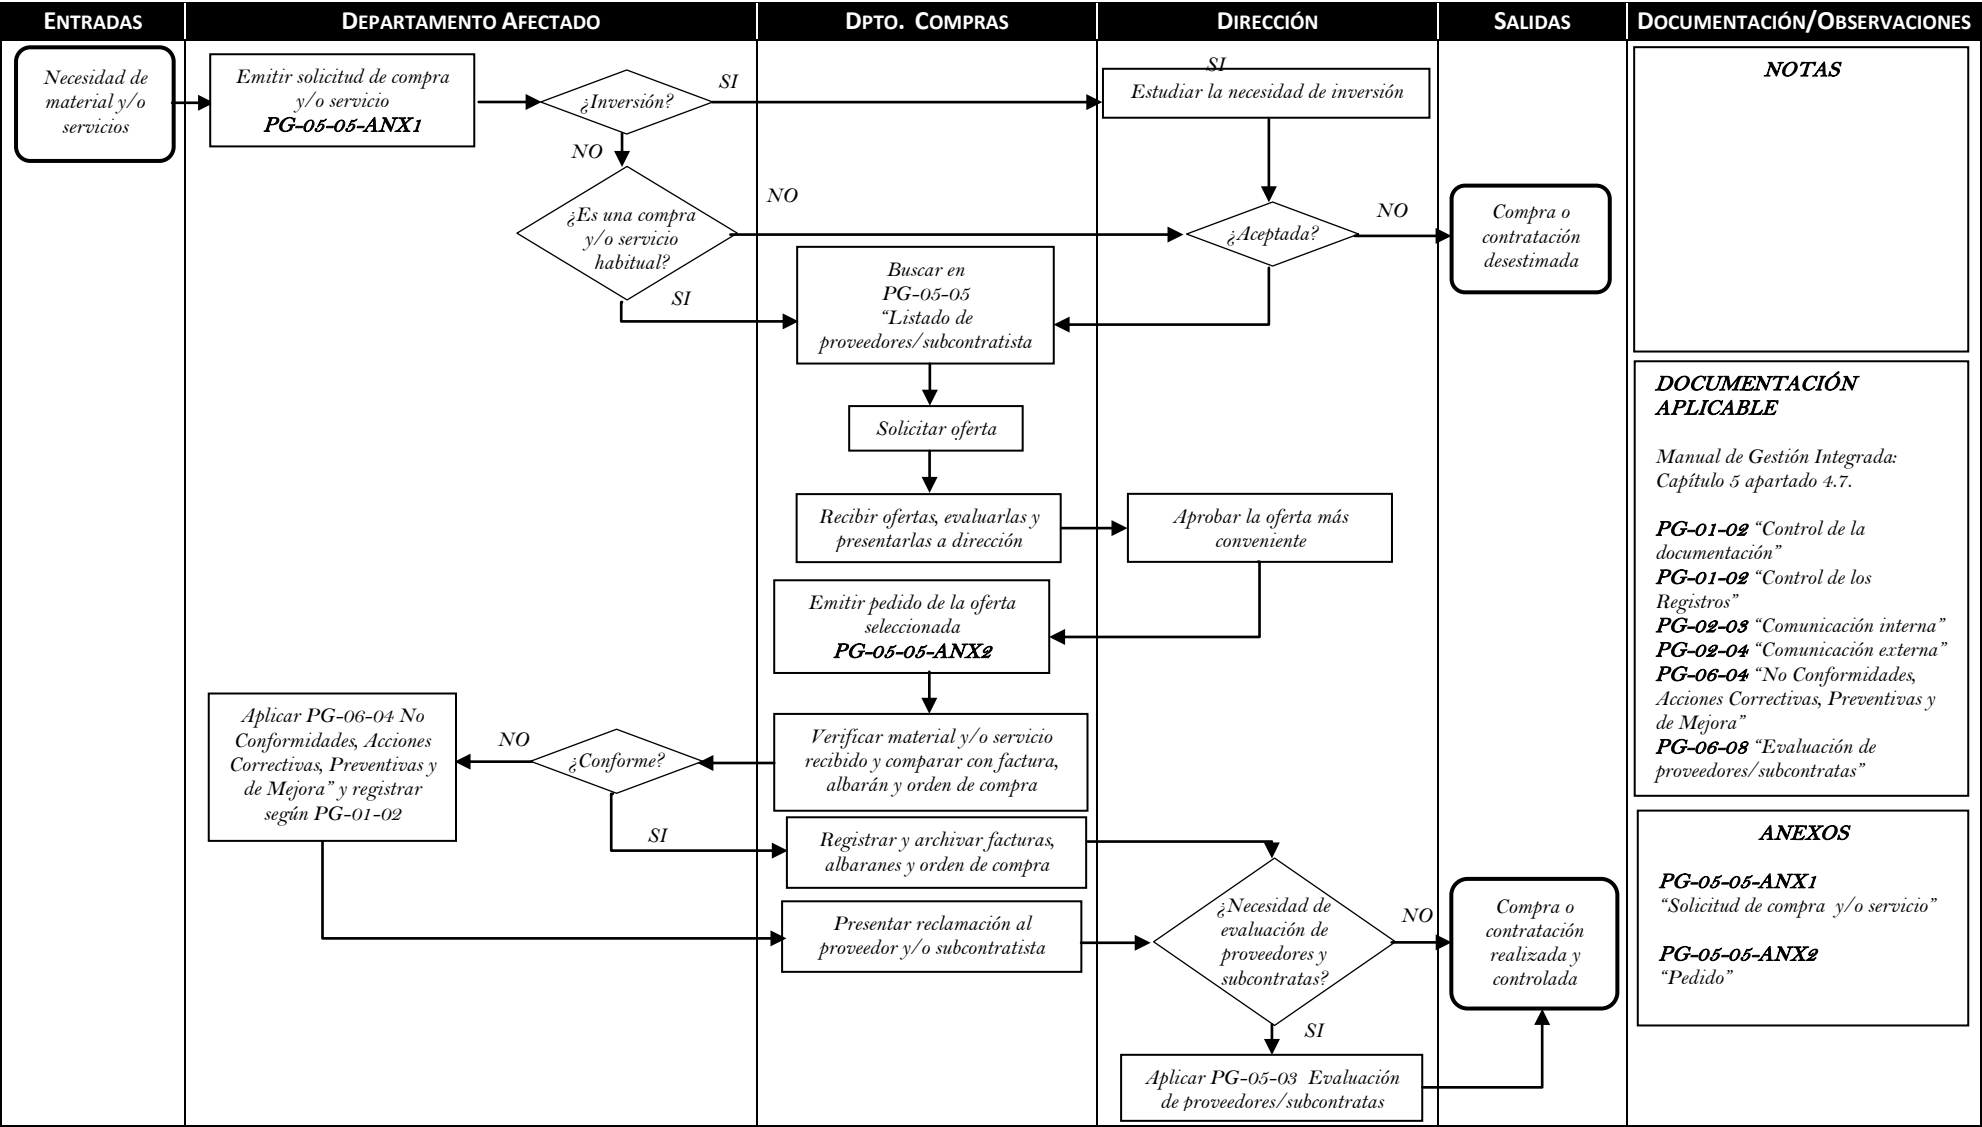 ENTRADAS
DEPARTAMENTO AFECTADO
DPTO. COMPRAS
DIRECCIÓN
SALIDAS
DOCUMENTACIÓN/OBSERVACIONES
Necesidad de
material y/o
servicios
Emitir solicitud de compra
y/o servicio
PG-05-05-ANX1
¿Inversión?
SI
NO
SI
Estudiar la necesidad de inversión
¿Es una compra
y/o servicio
habitual?
NO
SI
¿Aceptada?
NO
Compra o
contratación
desestimada
Buscar en
PG-05-05
“Listado de
proveedores/subcontratista
Solicitar oferta
Recibir ofertas, evaluarlas y
presentarlas a dirección
Aprobar la oferta más
conveniente
Emitir pedido de la oferta
seleccionada
PG-05-05-ANX2
Verificar material y/o servicio
recibido y comparar con factura,
albarán y orden de compra
¿Conforme?
NO
SI
Aplicar PG-06-04 No
Conformidades, Acciones
Correctivas, Preventivas y
de Mejora” y registrar
según PG-01-02
Registrar y archivar facturas,
albaranes y orden de compra
Presentar reclamación al
proveedor y/o subcontratista
¿Necesidad de
evaluación de
proveedores y
subcontratas?
NO
SI
Compra o
contratación
realizada y
controlada
Aplicar PG-05-03 Evaluación
de proveedores/subcontratas
NOTAS
DOCUMENTACIÓN
APLICABLE
Manual de Gestión Integrada:
Capítulo 5 apartado 4.7.
PG-01-02 “Control de la
documentación”
PG-01-02 “Control de los
Registros”
PG-02-03 “Comunicación interna”
PG-02-04 “Comunicación externa”
PG-06-04 “No Conformidades,
Acciones Correctivas, Preventivas y
de Mejora”
PG-06-08 “Evaluación de
proveedores/subcontratas”
ANEXOS
PG-05-05-ANX1
“Solicitud de compra y/o servicio”
PG-05-05-ANX2
“Pedido”